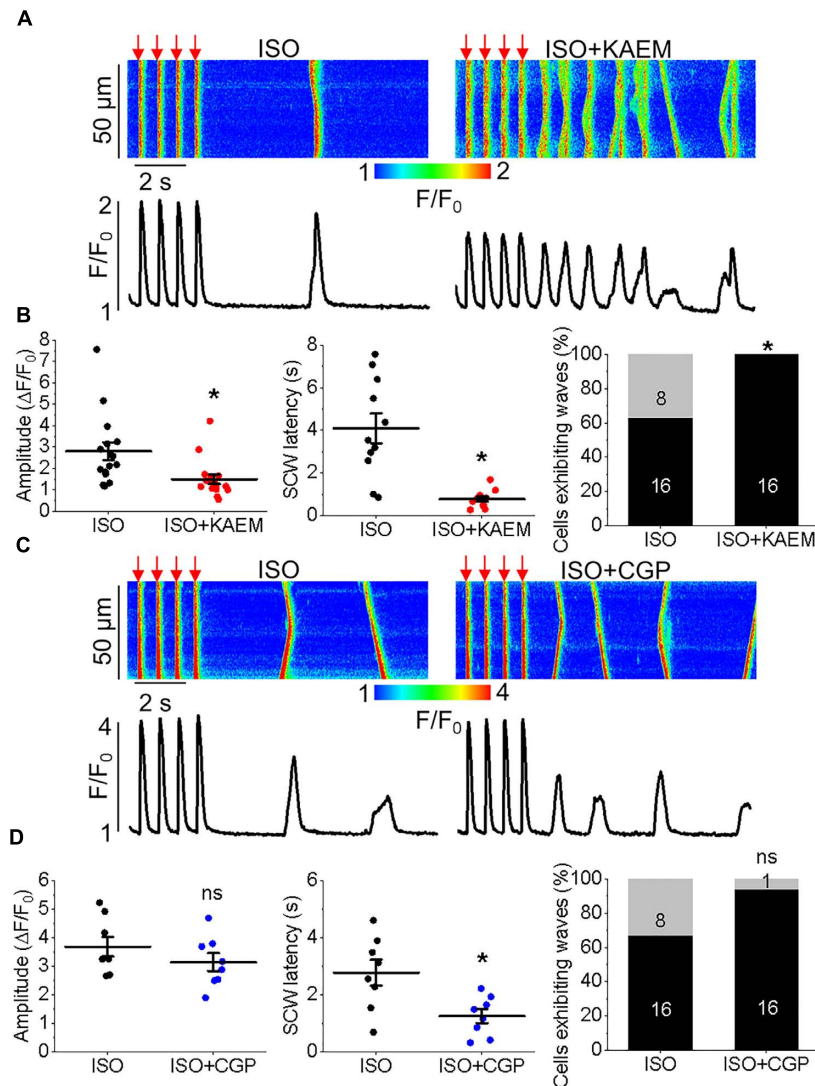 A
ISO
ISO+KAEM
50 µm
2 s
1
2
F/F0
2
F/F0
1
B
8
7
6
5
4
3
2
1
0
Amplitude (ΔF/F0)
*
ISO
ISO+KAEM
8
6
4
2
0
SCW latency (s)
*
ISO
ISO+KAEM
100
80
60
40
20
0
Cells exhibiting waves (%)
*
8
16
16
ISO
ISO+KAEM
C
ISO
ISO+CGP
50 µm
2 s
1
4
F/F0
4
F/F0
1
D
6
5
4
3
2
1
0
Amplitude (ΔF/F0)
ns
ISO
ISO+CGP
6
4
2
0
SCW latency (s)
*
ISO
ISO+CGP
100
80
60
40
20
0
Cells exhibiting waves (%)
ns
8
1
16
16
ISO
ISO+CGP